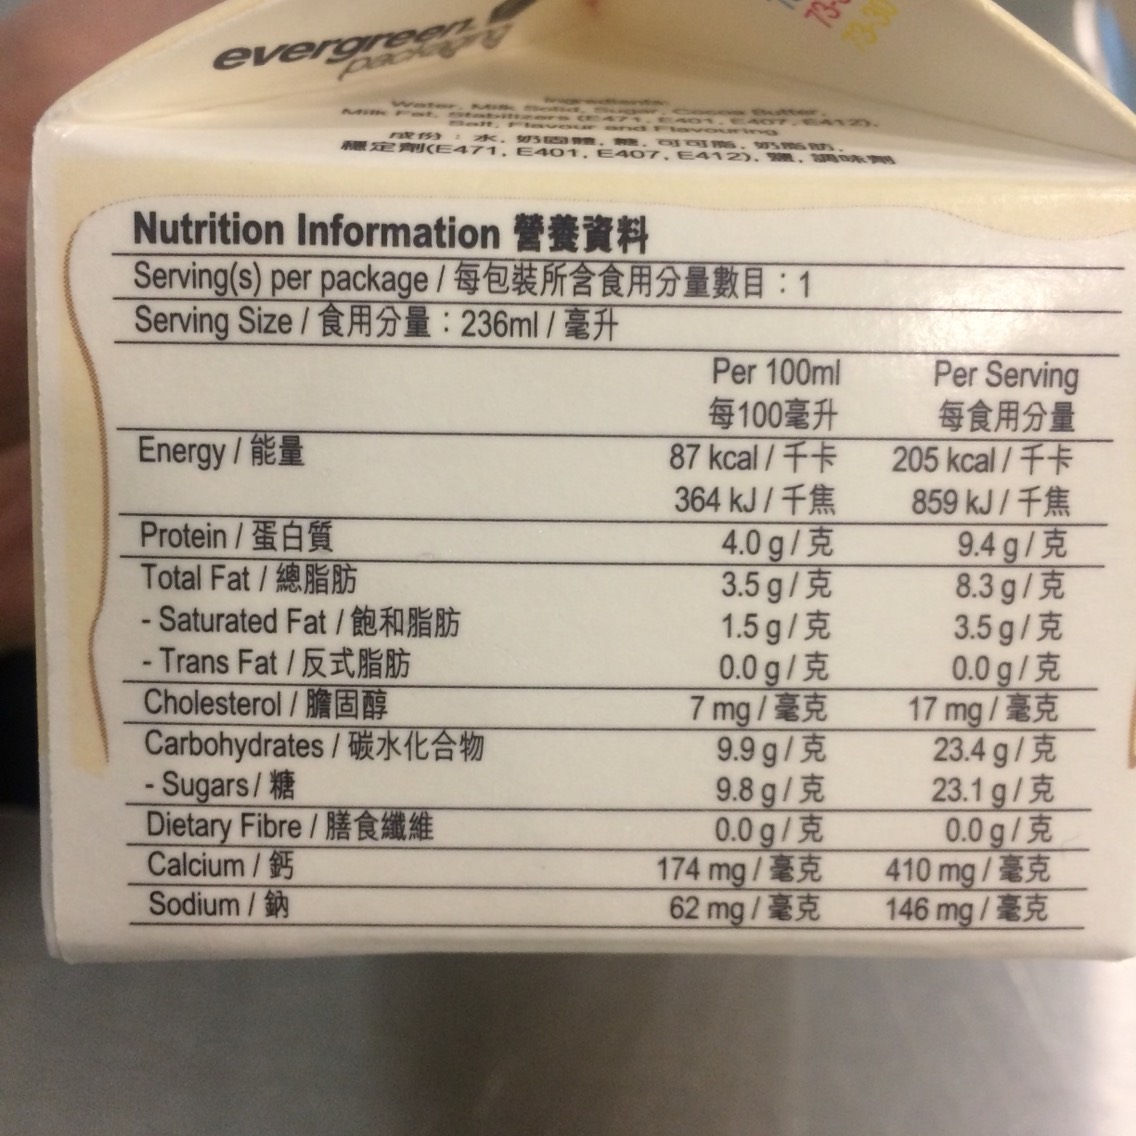 evergreen
packaging
73-30
Ingredients:
Water, Milk Solid, Sugar, Cocoa Butter,
Milk Fat, Stabilizers (E471, E401, E407, E412),
Salt, Flavour and Flavouring
成份：水, 奶固體, 糖, 可可脂, 奶脂肪,
穩定劑(E471, E401, E407, E412), 鹽, 調味劑
Nutrition Information 營養資料
Serving(s) per package / 每包裝所含食用分量數目：1
Serving Size / 食用分量：236ml / 毫升
Per 100ml Per Serving
每100毫升 每食用分量
Energy / 能量 87 kcal / 千卡 205 kcal / 千卡
364 kJ / 千焦 859 kJ / 千焦
Protein / 蛋白質 4.0 g / 克 9.4 g / 克
Total Fat / 總脂肪 3.5 g / 克 8.3 g / 克
- Saturated Fat / 飽和脂肪 1.5 g / 克 3.5 g / 克
- Trans Fat / 反式脂肪 0.0 g / 克 0.0 g / 克
Cholesterol / 膽固醇 7 mg / 毫克 17 mg / 毫克
Carbohydrates / 碳水化合物 9.9 g / 克 23.4 g / 克
- Sugars / 糖 9.8 g / 克 23.1 g / 克
Dietary Fibre / 膳食纖維 0.0 g / 克 0.0 g / 克
Calcium / 鈣 174 mg / 毫克 410 mg / 毫克
Sodium / 鈉 62 mg / 毫克 146 mg / 毫克